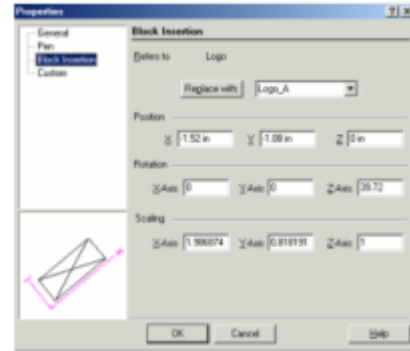 Properties
General
Pen
Block Insertion
Custom
Block Insertion
Refers to Logo
Replace with: Logo_A
Position
X -1.52 in Y -1.08 in Z 0 in
Rotation
X-Axis 0 Y-Axis 0 Z-Axis 39.72
Scaling
X-Axis 1.986874 Y-Axis 0.818191 Z-Axis 1
OK Cancel Help